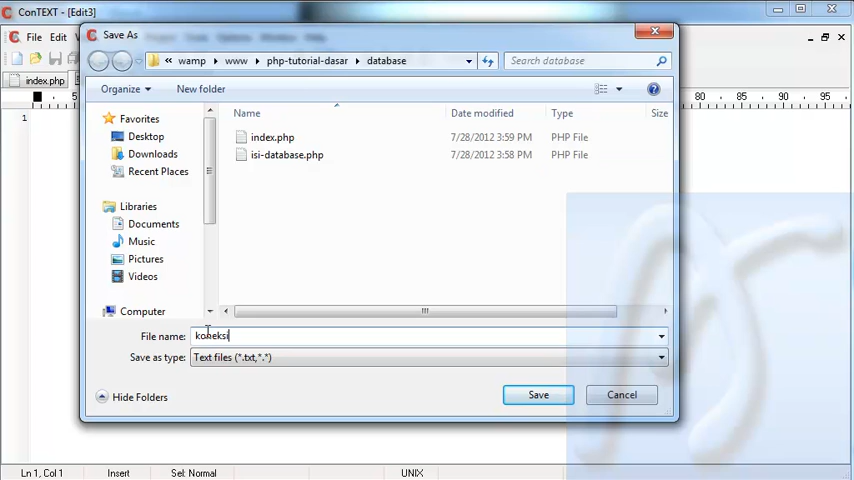 ConTEXT - [Edit3]
File Edit
Save As
index.php
wamp www php-tutorial-dasar database
Search database
Organize New folder
Name Date modified Type Size
Favorites
Desktop
Downloads
Recent Places
Libraries
Documents
Music
Pictures
Videos
Computer
index.php 7/28/2012 3:59 PM PHP File
isi-database.php 7/28/2012 3:58 PM PHP File
File name: koneksi
Save as type: Text files (*.txt,*.*)
Hide Folders
Save Cancel
80 85 90 95
1
Ln 1, Col 1 Insert Sel: Normal UNIX